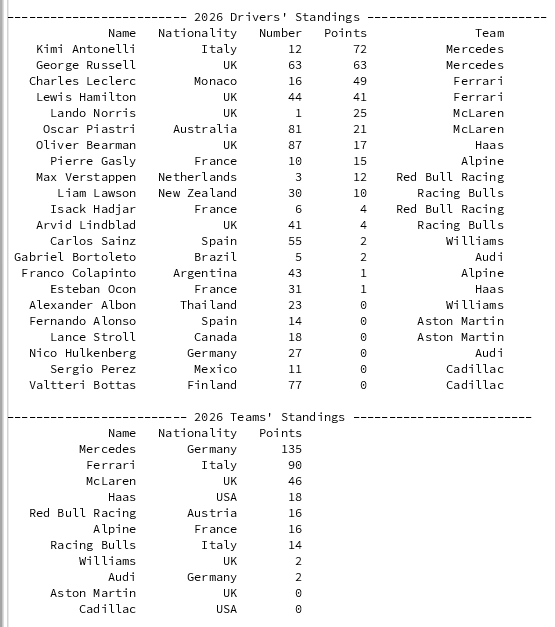 ------------------------ 2026 Drivers' Standings ------------------------
Name Nationality Number Points Team
Kimi Antonelli Italy 12 72 Mercedes
George Russell UK 63 63 Mercedes
Charles Leclerc Monaco 16 49 Ferrari
Lewis Hamilton UK 44 41 Ferrari
Lando Norris UK 1 25 McLaren
Oscar Piastri Australia 81 21 McLaren
Oliver Bearman UK 87 17 Haas
Pierre Gasly France 10 15 Alpine
Max Verstappen Netherlands 3 12 Red Bull Racing
Liam Lawson New Zealand 30 10 Racing Bulls
Isack Hadjar France 6 4 Red Bull Racing
Arvid Lindblad UK 41 4 Racing Bulls
Carlos Sainz Spain 55 2 Williams
Gabriel Bortoleto Brazil 5 2 Audi
Franco Colapinto Argentina 43 1 Alpine
Esteban Ocon France 31 1 Haas
Alexander Albon Thailand 23 0 Williams
Fernando Alonso Spain 14 0 Aston Martin
Lance Stroll Canada 18 0 Aston Martin
Nico Hulkenberg Germany 27 0 Audi
Sergio Perez Mexico 11 0 Cadillac
Valtteri Bottas Finland 77 0 Cadillac
------------------------ 2026 Teams' Standings ------------------------
Name Nationality Points
Mercedes Germany 135
Ferrari Italy 90
McLaren UK 46
Haas USA 18
Red Bull Racing Austria 16
Alpine France 16
Racing Bulls Italy 14
Williams UK 2
Audi Germany 2
Aston Martin UK 0
Cadillac USA 0